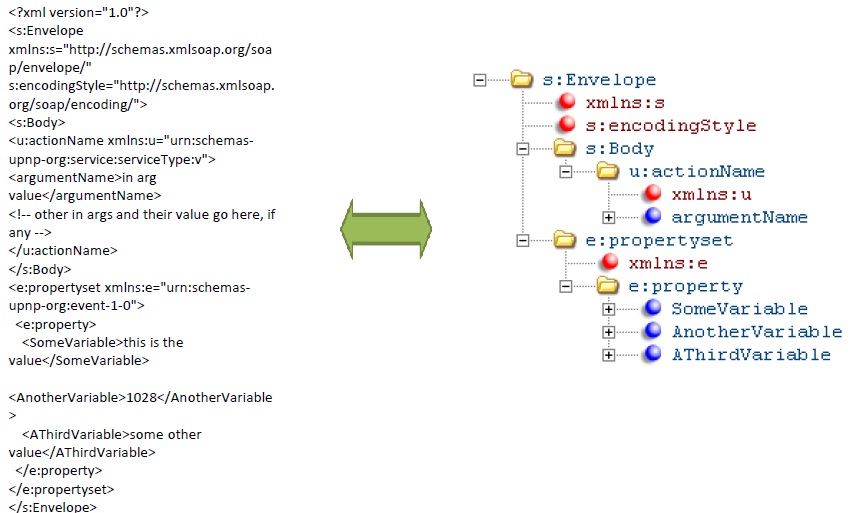 <?xml version="1.0"?>
<s:Envelope
xmlns:s="http://schemas.xmlsoap.org/soa
p/envelope/"
s:encodingStyle="http://schemas.xmlsoap.
org/soap/encoding/">
<s:Body>
<u:actionName xmlns:u="urn:schemas-
upnp-org:service:serviceType:v">
<argumentName>in arg
value</argumentName>
<!-- other in args and their value go here, if
any -->
</u:actionName>
</s:Body>
<e:propertyset xmlns:e="urn:schemas-
upnp-org:event-1-0">
<e:property>
<SomeVariable>this is the
value</SomeVariable>
<AnotherVariable>1028</AnotherVariable
>
<AThirdVariable>some other
value</AThirdVariable>
</e:property>
</e:propertyset>
</s:Envelope>
s:Envelope
xmlns:s
s:encodingStyle
s:Body
u:actionName
xmlns:u
argumentName
e:propertyset
xmlns:e
e:property
SomeVariable
AnotherVariable
AThirdVariable